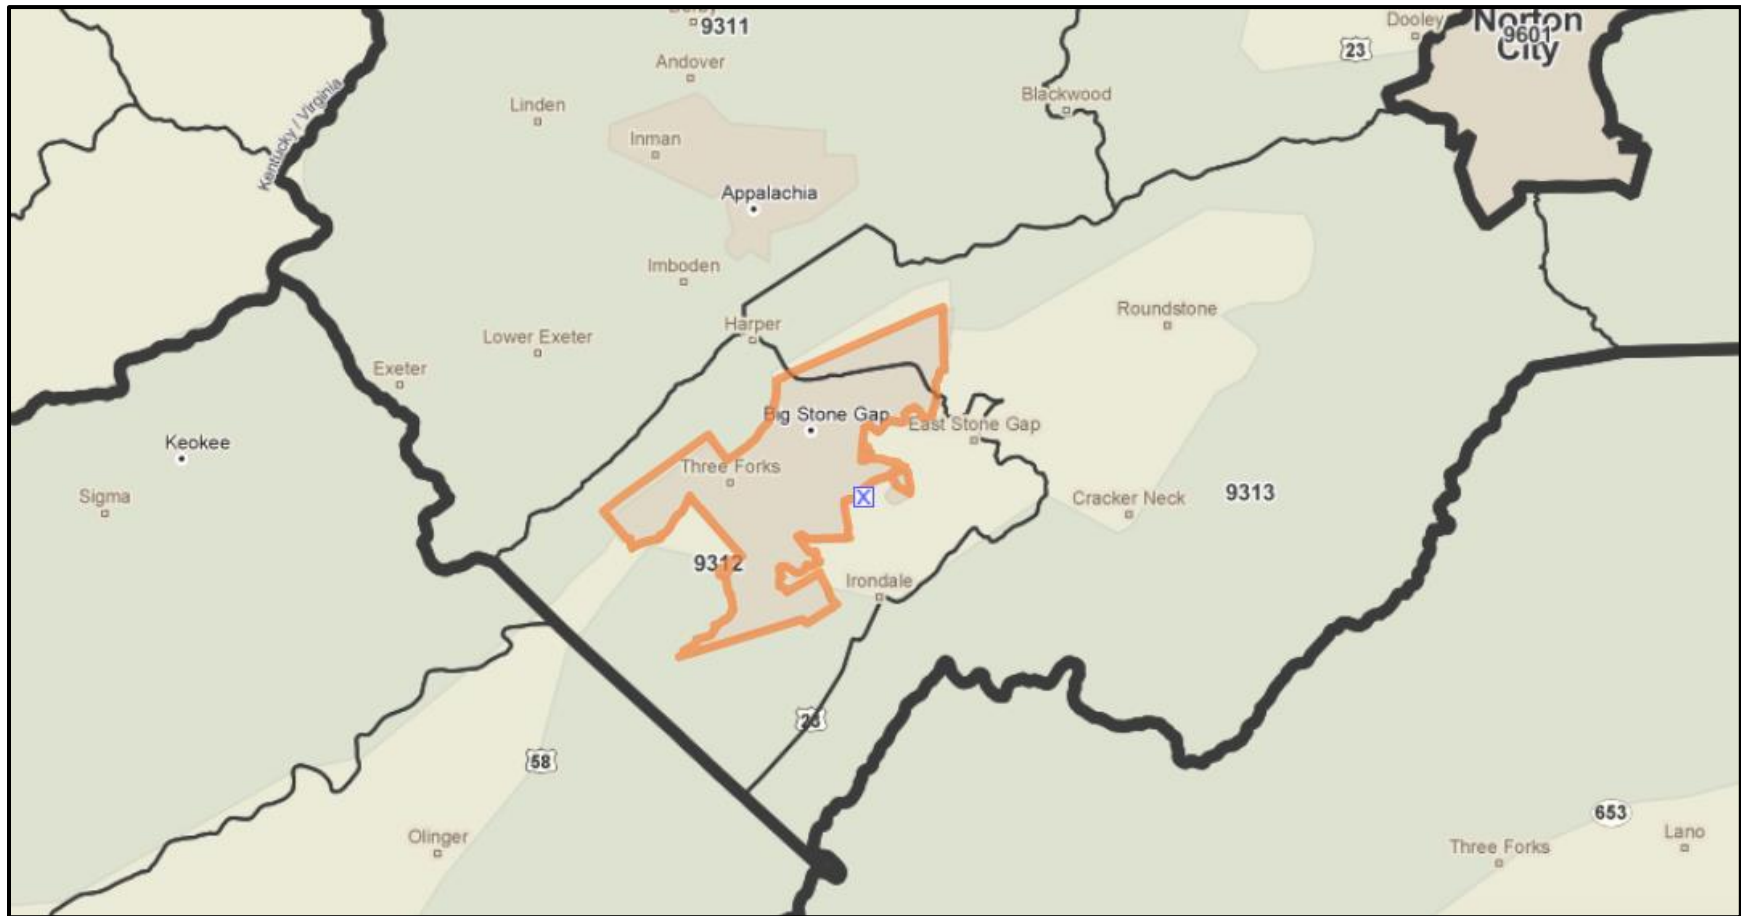 9311
Norton
9601
City
Dooley
23
Andover
Kentucky / Virginia
Linden
Blackwood
Inman
Appalachia
Imboden
Roundstone
Harper
Lower Exeter
Exeter
Big Stone Gap
East Stone Gap
Keokee
Three Forks
Sigma
X
Cracker Neck
9313
9312
Irondale
23
58
653
Olinger
Three Forks
Lano